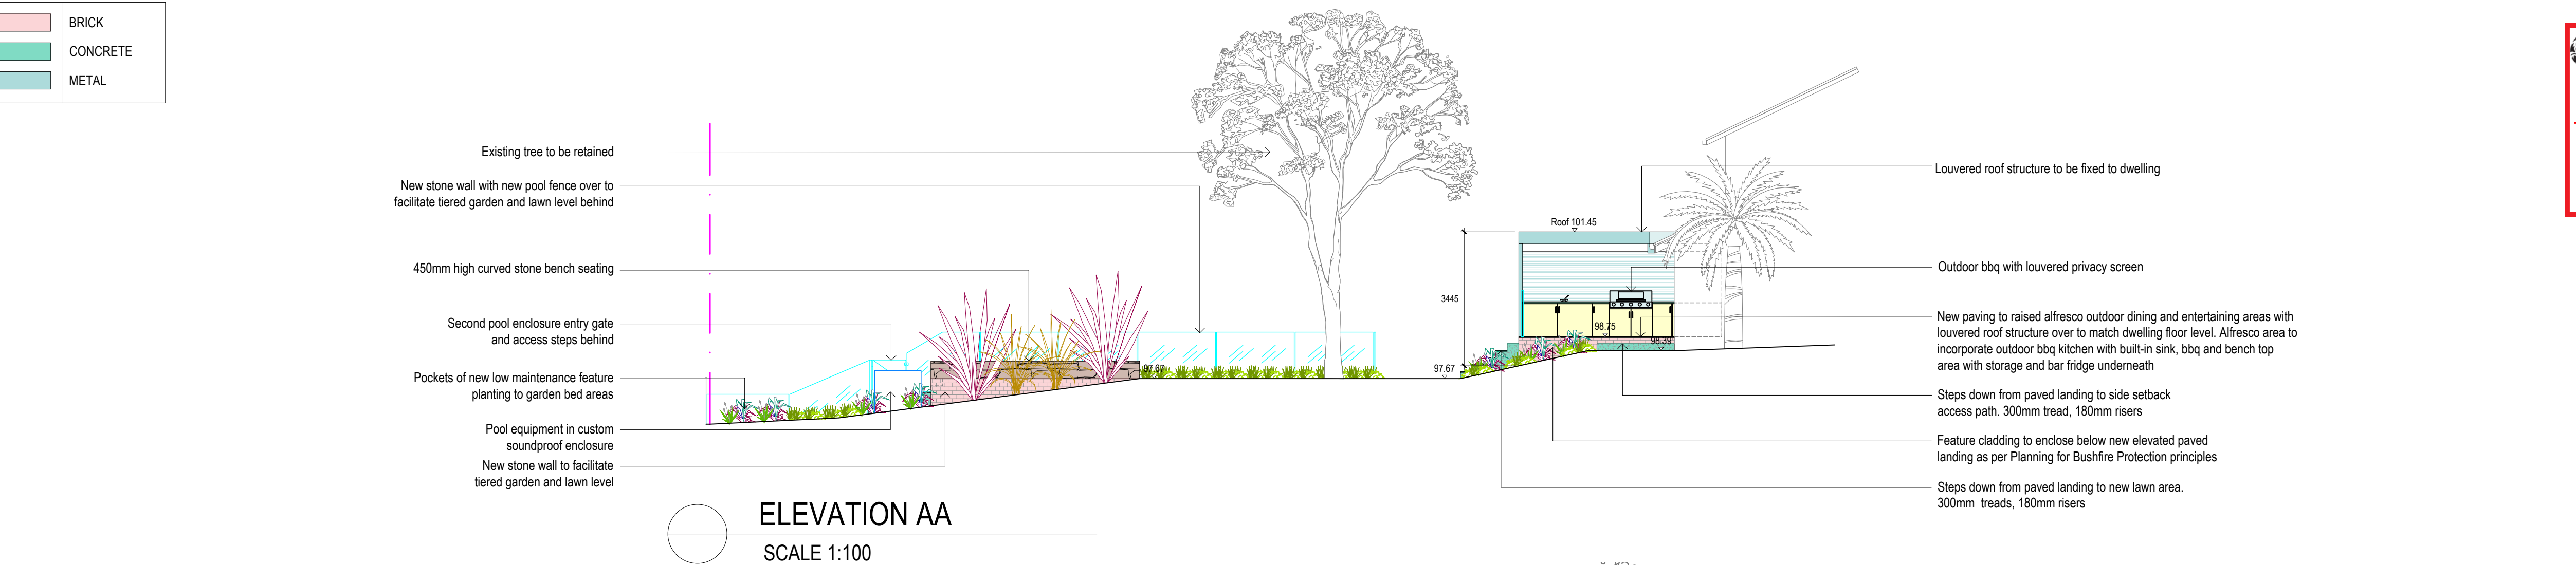 BRICK
CONCRETE
METAL
Existing tree to be retained
New stone wall with new pool fence over to
facilitate tiered garden and lawn level behind
450mm high curved stone bench seating
Second pool enclosure entry gate
and access steps behind
Pockets of new low maintenance feature
planting to garden bed areas
Pool equipment in custom
soundproof enclosure
New stone wall to facilitate
tiered garden and lawn level
Roof 101.45
3445
98.75
98.39
97.67
97.67
Louvered roof structure to be fixed to dwelling
Outdoor bbq with louvered privacy screen
New paving to raised alfresco outdoor dining and entertaining areas with
louvered roof structure over to match dwelling floor level. Alfresco area to
incorporate outdoor bbq kitchen with built-in sink, bbq and bench top
area with storage and bar fridge underneath
Steps down from paved landing to side setback
access path. 300mm tread, 180mm risers
Feature cladding to enclose below new elevated paved
landing as per Planning for Bushfire Protection principles
Steps down from paved landing to new lawn area.
300mm  treads, 180mm risers
ELEVATION AA
SCALE 1:100